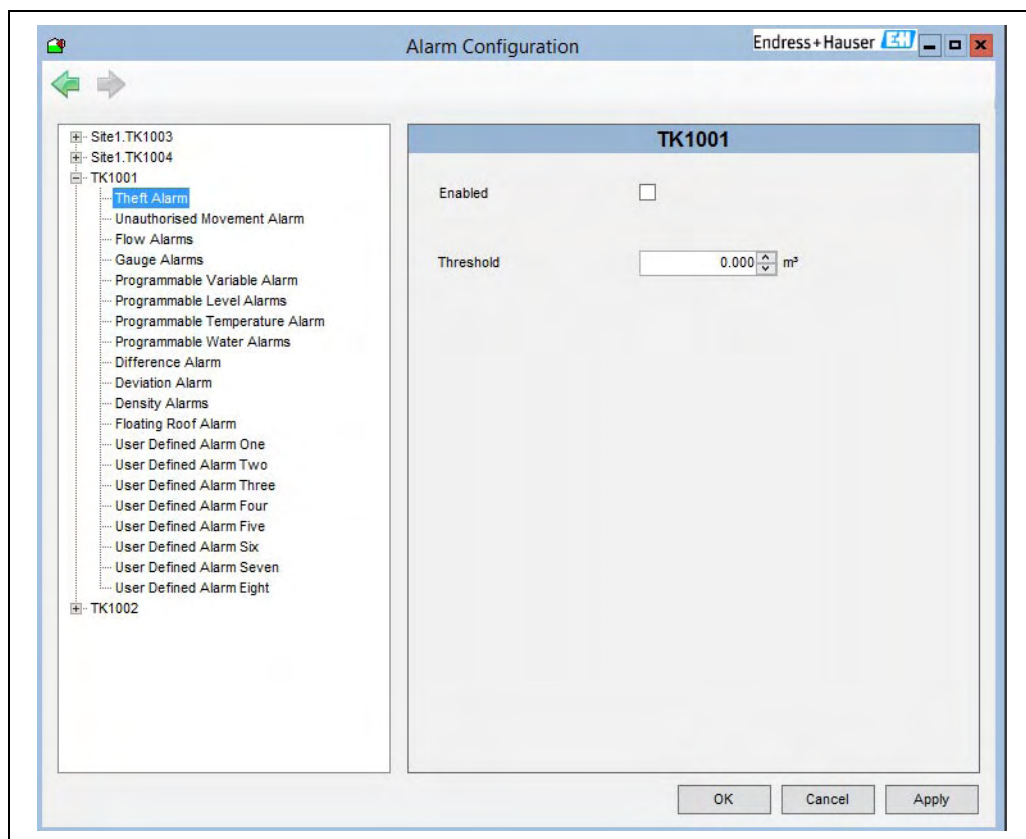 Alarm Configuration
Endress+Hauser EH
Site1.TK1003
Site1.TK1004
TK1001
Theft Alarm
Unauthorised Movement Alarm
Flow Alarms
Gauge Alarms
Programmable Variable Alarm
Programmable Level Alarms
Programmable Temperature Alarm
Programmable Water Alarms
Difference Alarm
Deviation Alarm
Density Alarms
Floating Roof Alarm
User Defined Alarm One
User Defined Alarm Two
User Defined Alarm Three
User Defined Alarm Four
User Defined Alarm Five
User Defined Alarm Six
User Defined Alarm Seven
User Defined Alarm Eight
TK1002
TK1001
Enabled
Threshold 0.000 m³
OK Cancel Apply